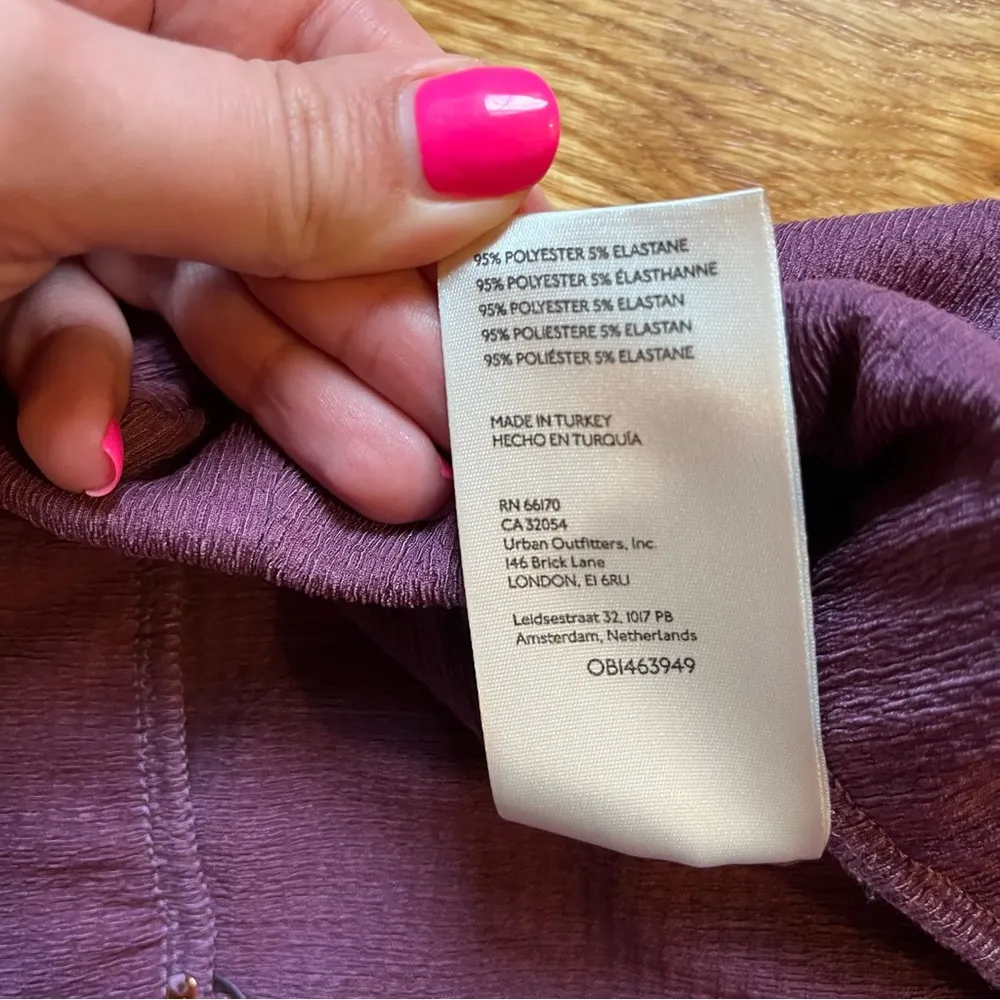 95% POLYESTER 5% ELASTANE
95% POLYESTER 5% ÉLASTHANNE
95% POLYESTER 5% ELASTAN
95% POLIESTERE 5% ELASTAN
95% POLIÉSTER 5% ELASTANE
MADE IN TURKEY
HECHO EN TURQUÍA
RN 66170
CA 32054
Urban Outfitters, Inc.
146 Brick Lane
LONDON, E1 6RU
Leidsestraat 32, 1017 PB
Amsterdam, Netherlands
OB1463949